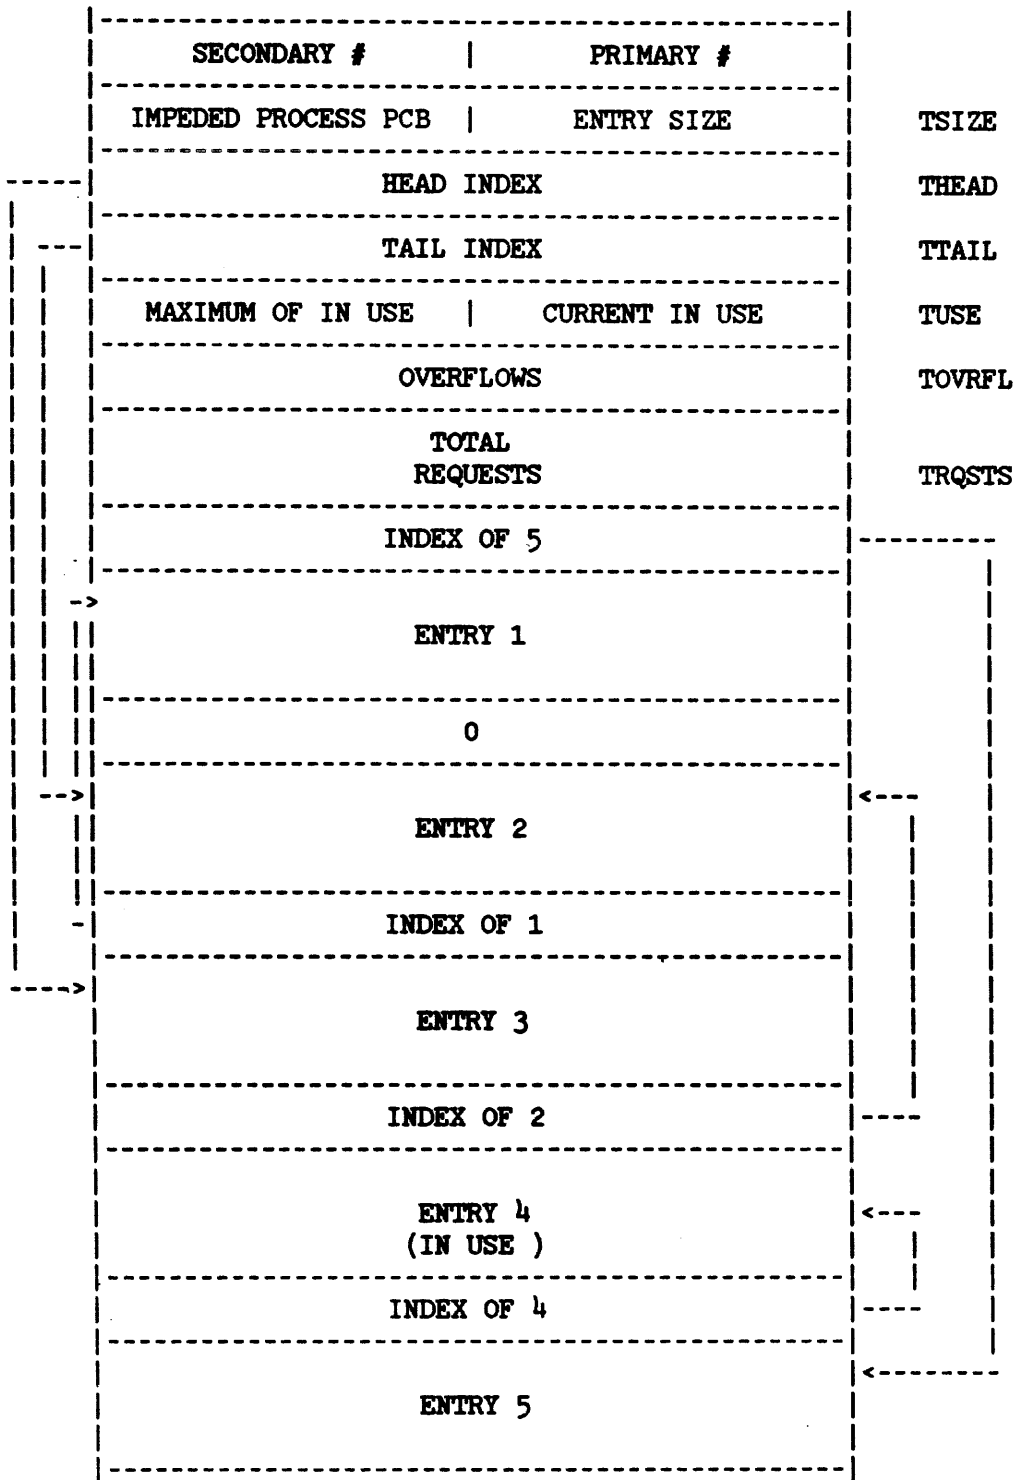 SECONDARY # | PRIMARY #
IMPEDED PROCESS PCB | ENTRY SIZE TSIZE
HEAD INDEX THEAD
TAIL INDEX TTAIL
MAXIMUM OF IN USE | CURRENT IN USE TUSE
OVERFLOWS TOVRFL
TOTAL
REQUESTS TRQSTS
INDEX OF 5
ENTRY 1
0
ENTRY 2
INDEX OF 1
ENTRY 3
INDEX OF 2
ENTRY 4
(IN USE )
INDEX OF 4
ENTRY 5